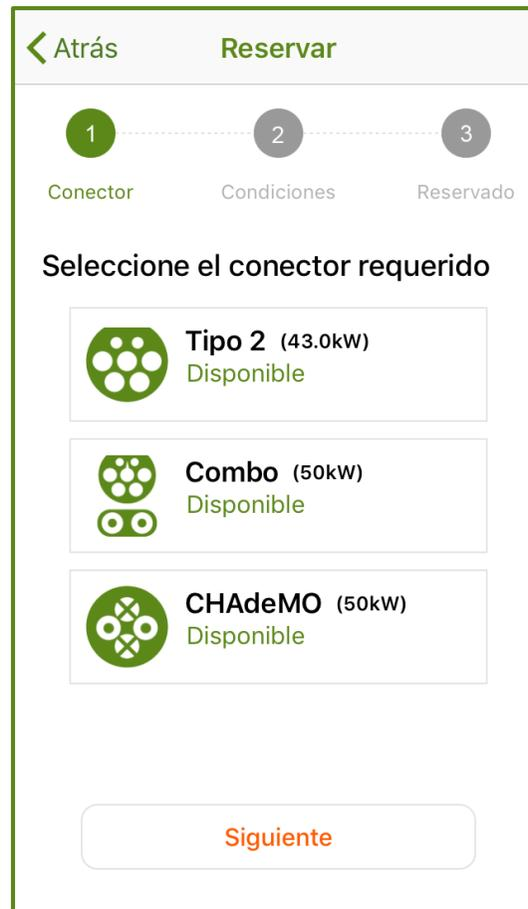 Atrás
Reservar
1
2
3
Conector
Condiciones
Reservado
Seleccione el conector requerido
Tipo 2 (43.0kW)
Disponible
Combo (50kW)
Disponible
CHAdeMO (50kW)
Disponible
Siguiente